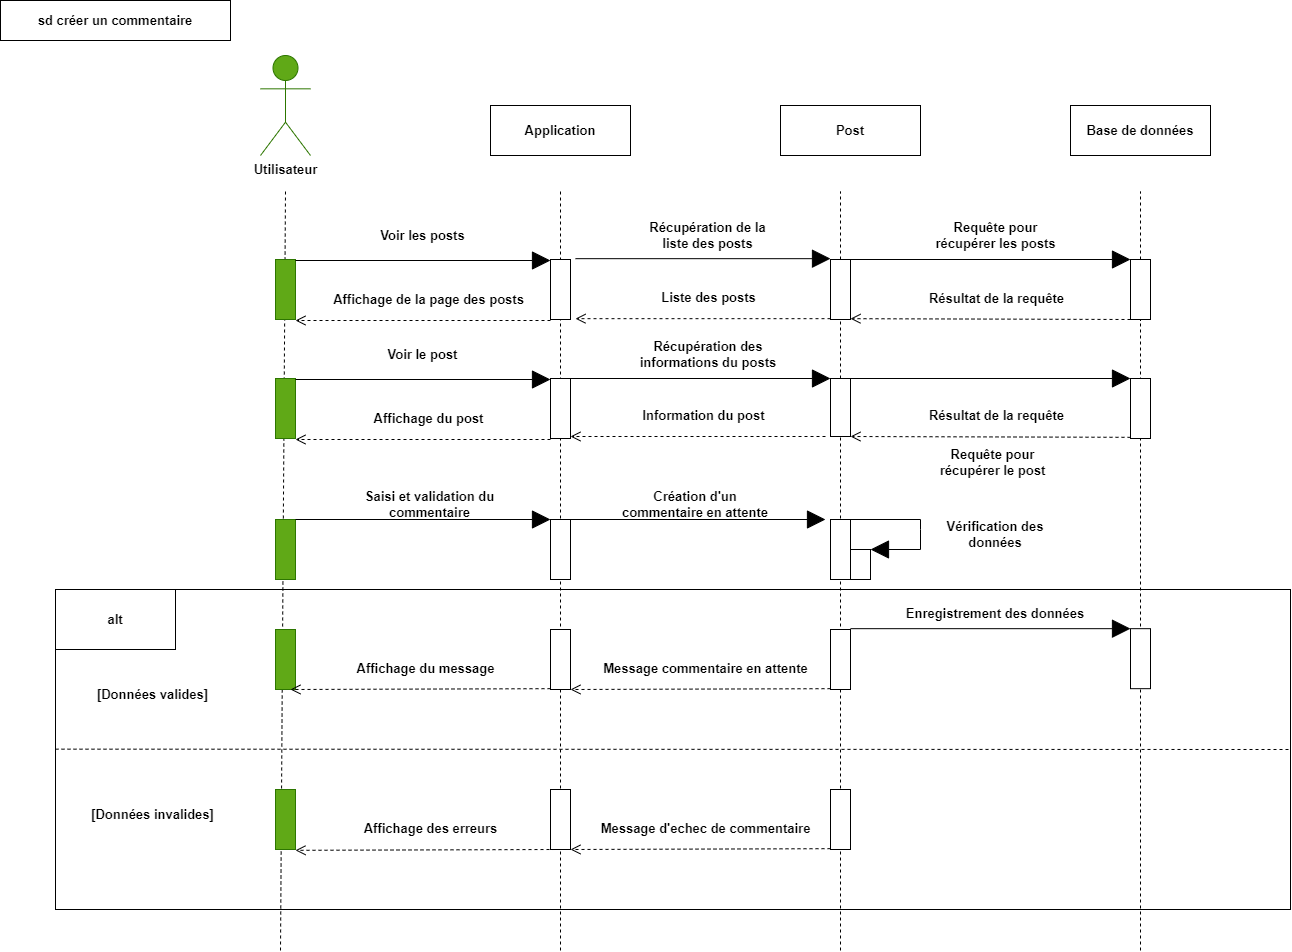 sd créer un commentaire
Utilisateur
Application
Post
Base de données
Voir les posts
Récupération de la
liste des posts
Requête pour
récupérer les posts
Affichage de la page des posts
Liste des posts
Résultat de la requête
Voir le post
Récupération des
informations du posts
Affichage du post
Information du post
Résultat de la requête
Requête pour
récupérer le post
Saisi et validation du
commentaire
Création d'un
commentaire en attente
Vérification des
données
alt
Enregistrement des données
Affichage du message
Message commentaire en attente
[Données valides]
[Données invalides]
Affichage des erreurs
Message d'echec de commentaire